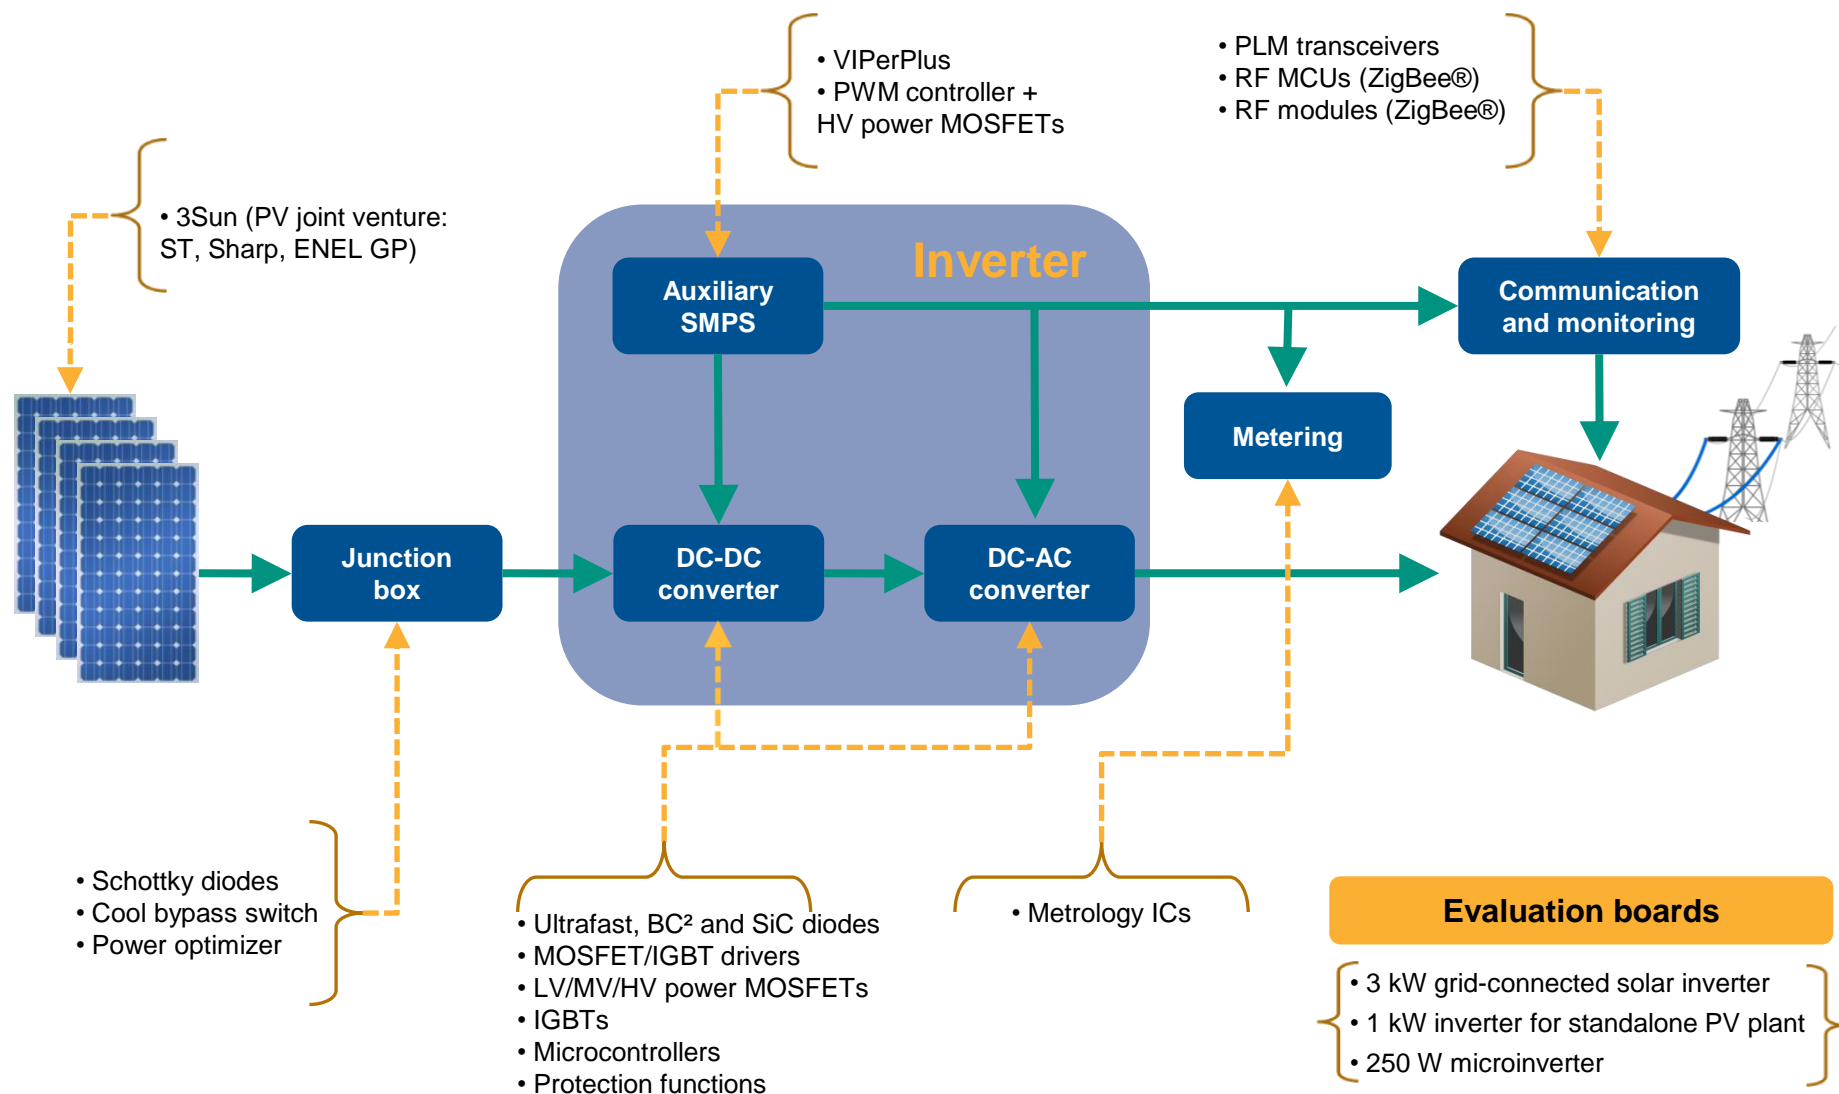 • VIPerPlus
• PWM controller +
HV power MOSFETs
• PLM transceivers
• RF MCUs (ZigBee®)
• RF modules (ZigBee®)
• 3Sun (PV joint venture:
ST, Sharp, ENEL GP)
Inverter
Auxiliary
SMPS
Communication
and monitoring
Metering
Junction
box
DC-DC
converter
DC-AC
converter
• Schottky diodes
• Cool bypass switch
• Power optimizer
• Ultrafast, BC² and SiC diodes
• MOSFET/IGBT drivers
• LV/MV/HV power MOSFETs
• IGBTs
• Microcontrollers
• Protection functions
• Metrology ICs
Evaluation boards
• 3 kW grid-connected solar inverter
• 1 kW inverter for standalone PV plant
• 250 W microinverter